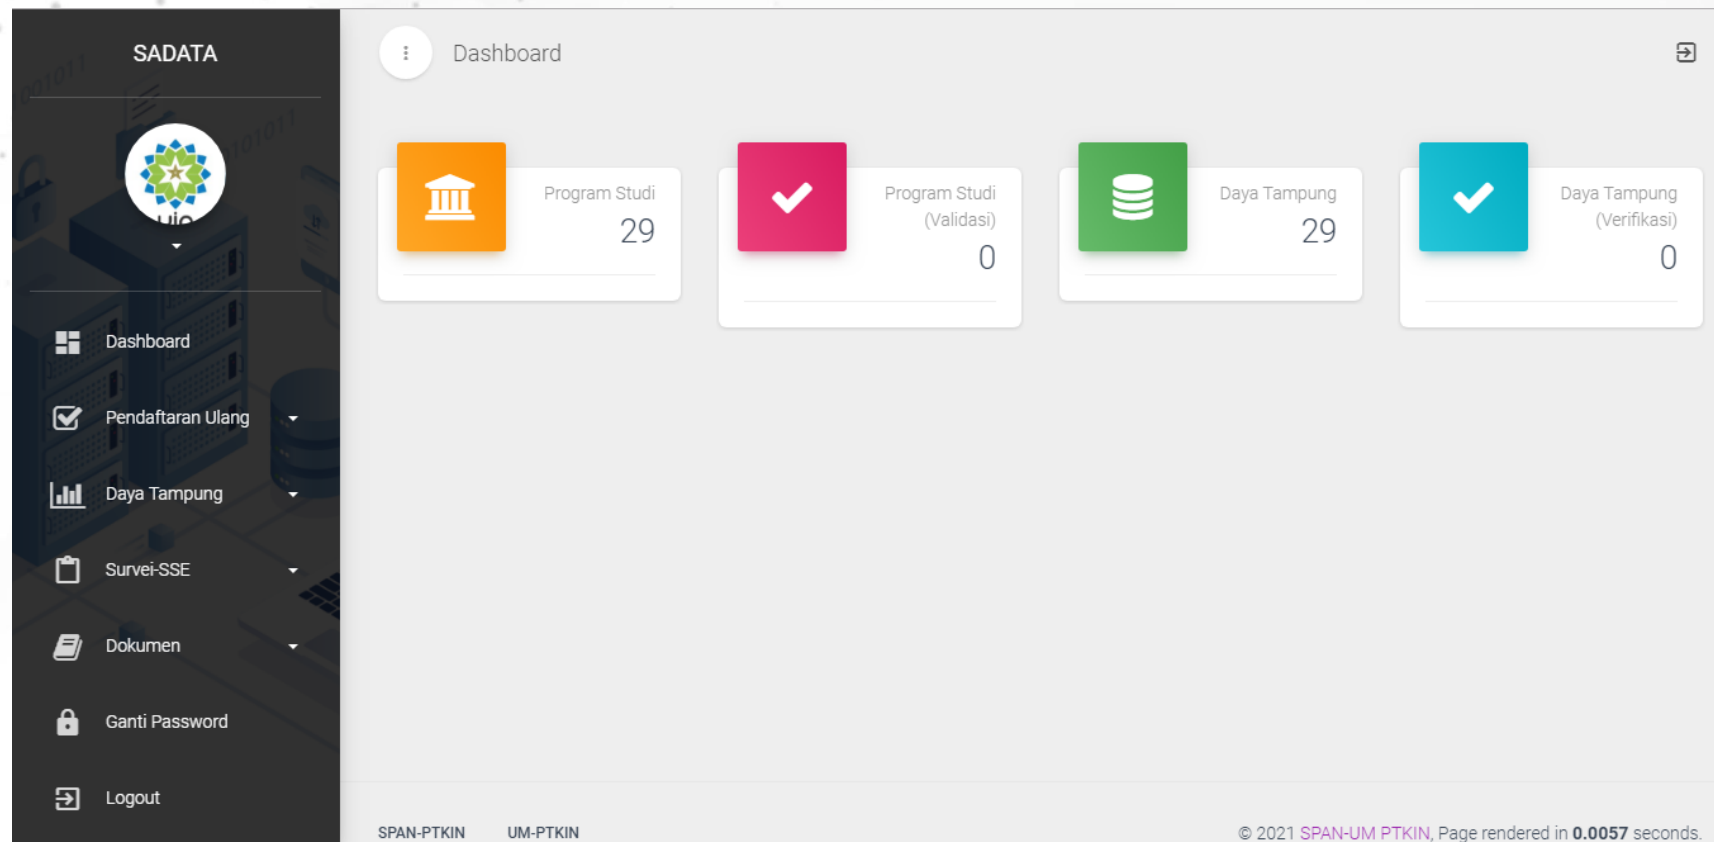 SADATA
uin
Dashboard
Pendaftaran Ulang
Daya Tampung
Survei-SSE
Dokumen
Ganti Password
Logout
Dashboard
Program Studi
29
Program Studi
(Validasi)
0
Daya Tampung
29
Daya Tampung
(Verifikasi)
0
SPAN-PTKIN UM-PTKIN
© 2021 SPAN-UM PTKIN, Page rendered in 0.0057 seconds.